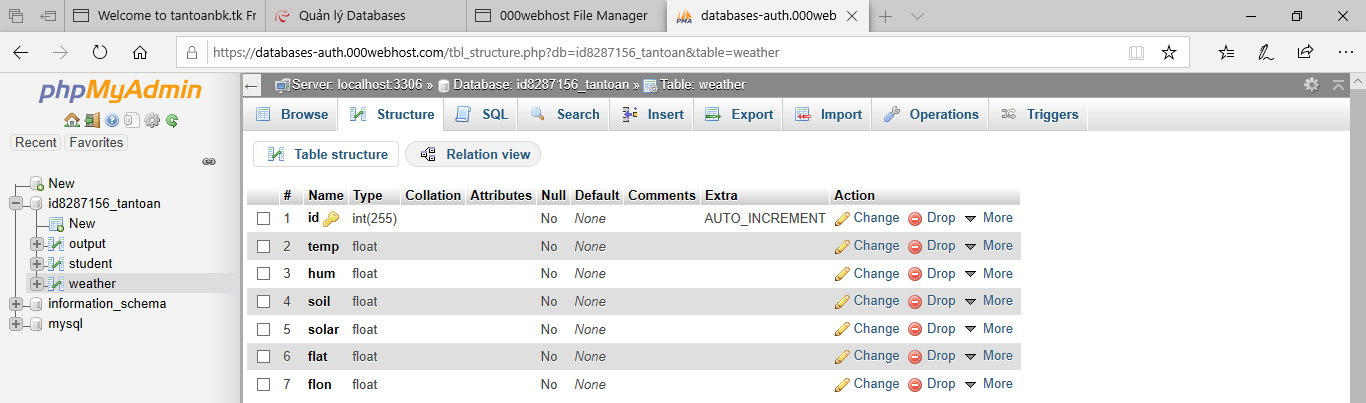 Welcome to tantoanbk.tk Fr
Quản lý Databases
000webhost File Manager
databases-auth.000web
https://databases-auth.000webhost.com/tbl_structure.php?db=id8287156_tantoan&table=weather
phpMyAdmin
Recent Favorites
New
id8287156_tantoan
New
output
student
weather
information_schema
mysql
Server: localhost:3306 » Database: id8287156_tantoan » Table: weather
Browse Structure SQL Search Insert Export Import Operations Triggers
Table structure Relation view
# Name Type Collation Attributes Null Default Comments Extra Action
1 id int(255) No None AUTO_INCREMENT Change Drop More
2 temp float No None Change Drop More
3 hum float No None Change Drop More
4 soil float No None Change Drop More
5 solar float No None Change Drop More
6 flat float No None Change Drop More
7 flon float No None Change Drop More